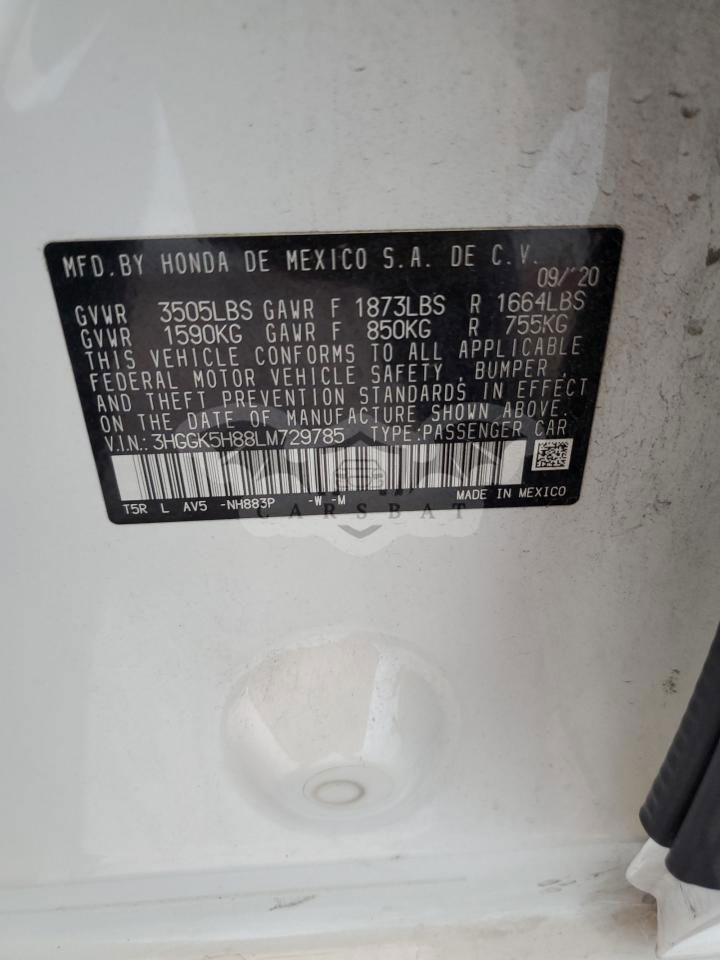 MFD. BY HONDA DE MEXICO S.A. DE C.V.
09/'20
GVWR 3505LBS GAWR F 1873LBS R 1664LBS
GVWR 1590KG GAWR F 850KG R 755KG
THIS VEHICLE CONFORMS TO ALL APPLICABLE
FEDERAL MOTOR VEHICLE SAFETY, BUMPER,
AND THEFT PREVENTION STANDARDS IN EFFECT
ON THE DATE OF MANUFACTURE SHOWN ABOVE.
V.I.N.: 3HGGK5H88LM729785 TYPE:PASSENGER CAR
T5R L AV5 -NH883P -W -M MADE IN MEXICO
CARSBAT